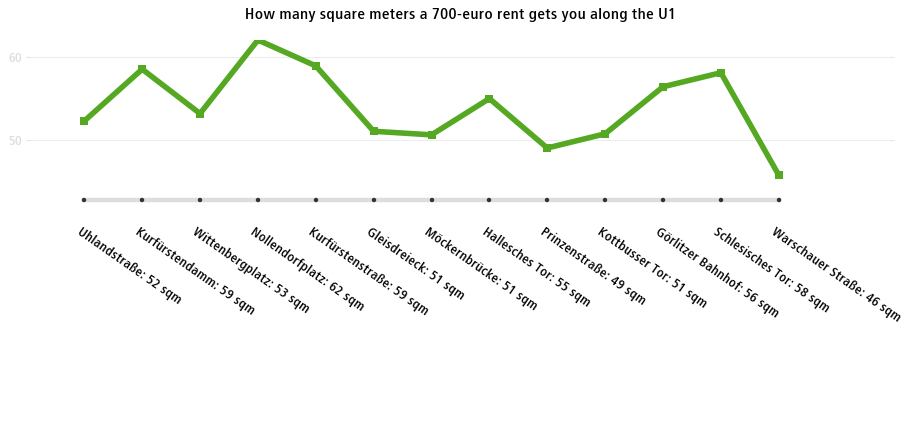 How many square meters a 700-euro rent gets you along the U1
60
50
Uhlandstraße: 52 sqm
Kurfürstendamm: 59 sqm
Wittenbergplatz: 53 sqm
Nollendorfplatz: 62 sqm
Kurfürstenstraße: 59 sqm
Gleisdreieck: 51 sqm
Möckernbrücke: 51 sqm
Hallesches Tor: 55 sqm
Prinzenstraße: 49 sqm
Kottbusser Tor: 51 sqm
Görlitzer Bahnhof: 56 sqm
Schlesisches Tor: 58 sqm
Warschauer Straße: 46 sqm